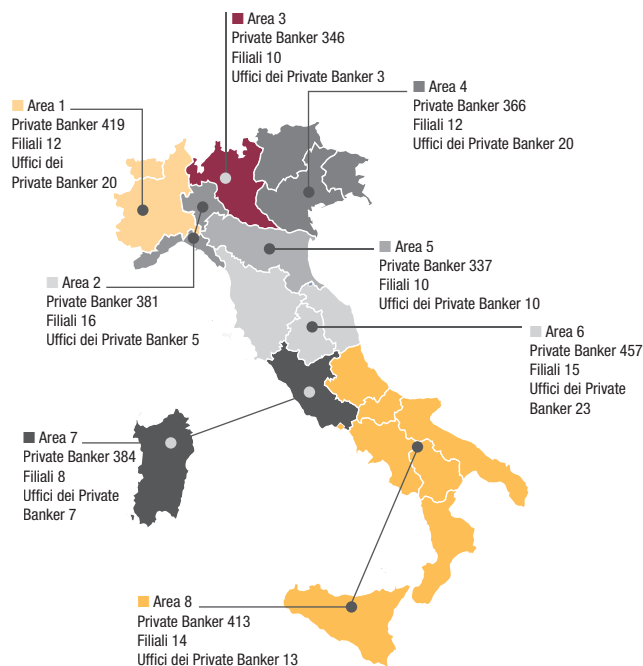 Area 3
Private Banker 346
Filiali 10
Uffici dei Private Banker 3
Area 4
Private Banker 366
Filiali 12
Uffici dei Private Banker 20
Area 1
Private Banker 419
Filiali 12
Uffici dei
Private Banker 20
Area 5
Private Banker 337
Filiali 10
Uffici dei Private Banker 10
Area 2
Private Banker 381
Filiali 16
Uffici dei Private Banker 5
Area 6
Private Banker 457
Filiali 15
Uffici dei Private
Banker 23
Area 7
Private Banker 384
Filiali 8
Uffici dei Private
Banker 7
Area 8
Private Banker 413
Filiali 14
Uffici dei Private Banker 13